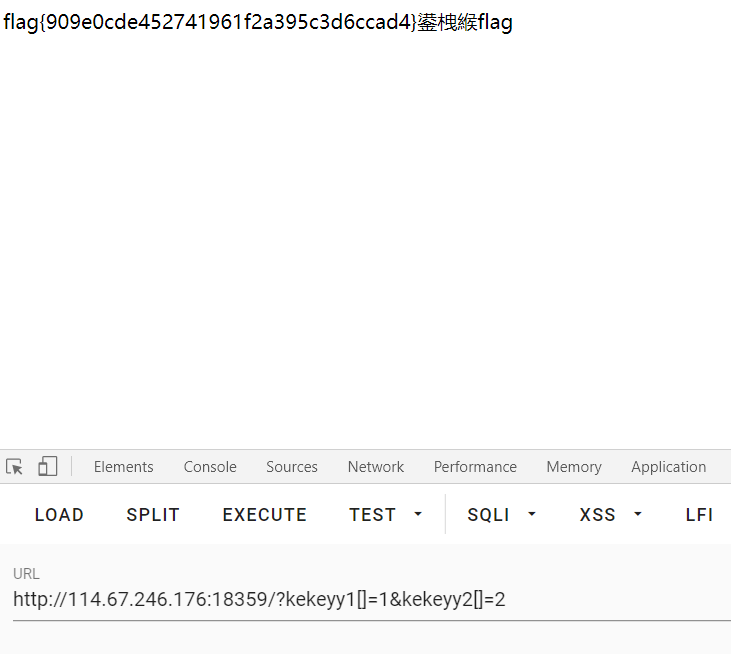 flag{909e0cde452741961f2a395c3d6ccad4}鍙栧緱flag
Elements Console Sources Network Performance Memory Application
LOAD SPLIT EXECUTE TEST SQLI XSS LFI
URL
http://114.67.246.176:18359/?kekeyy1[]=1&kekeyy2[]=2